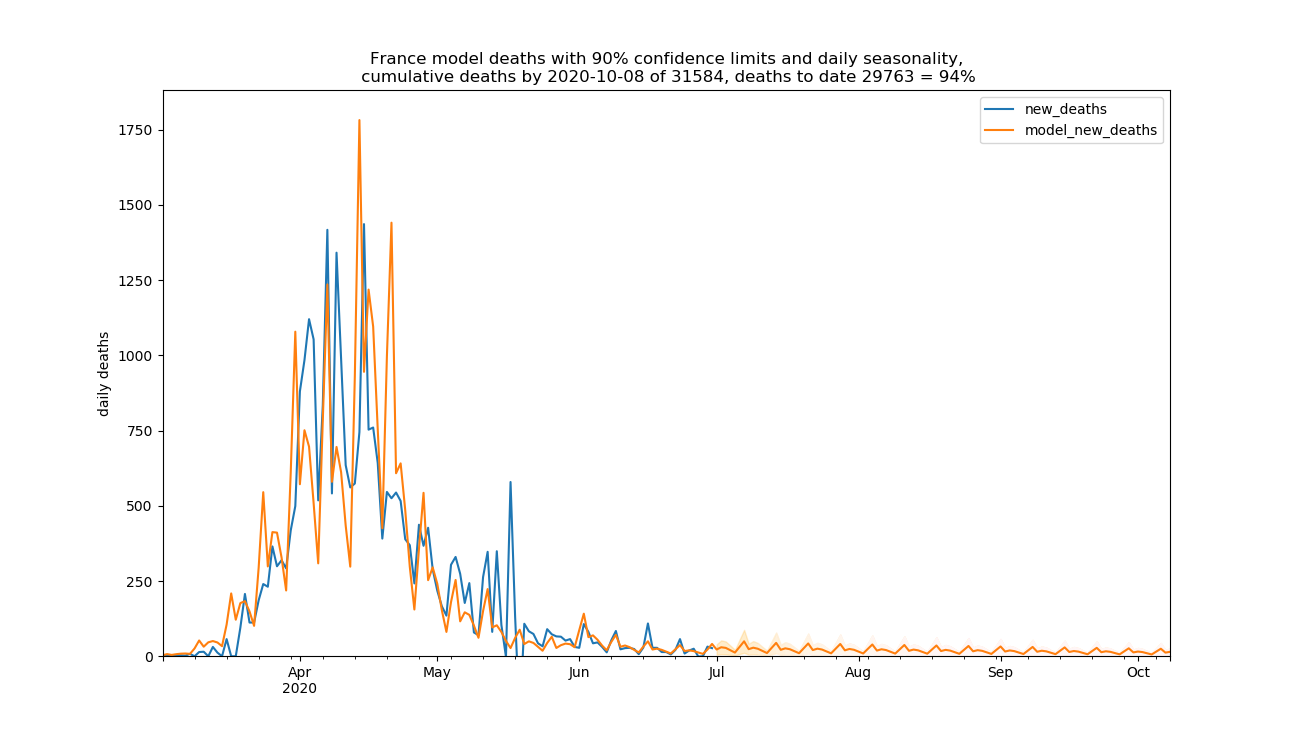 France model deaths with 90% confidence limits and daily seasonality,
cumulative deaths by 2020-10-08 of 31584, deaths to date 29763 = 94%
new_deaths
model_new_deaths
daily deaths
1750
1500
1250
1000
750
500
250
0
Apr
2020
May
Jun
Jul
Aug
Sep
Oct